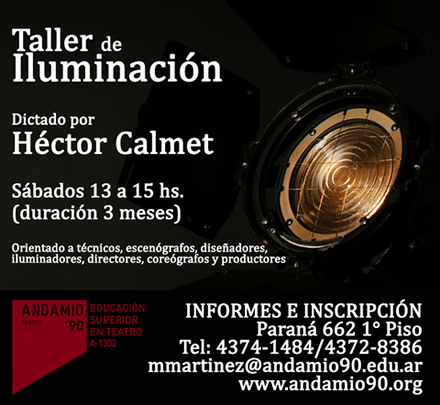 Taller de
Iluminación
Dictado por
Héctor Calmet
Sábados 13 a 15 hs.
(duración 3 meses)
Orientado a técnicos, escenógrafos, diseñadores,
iluminadores, directores, coreógrafos y productores
ANDAMIO
teatro '90
EDUCACIÓN
SUPERIOR
EN TEATRO
A-1302
INFORMES E INSCRIPCIÓN
Paraná 662 1° Piso
Tel: 4374-1484/4372-8386
mmartinez@andamio90.edu.ar
www.andamio90.org